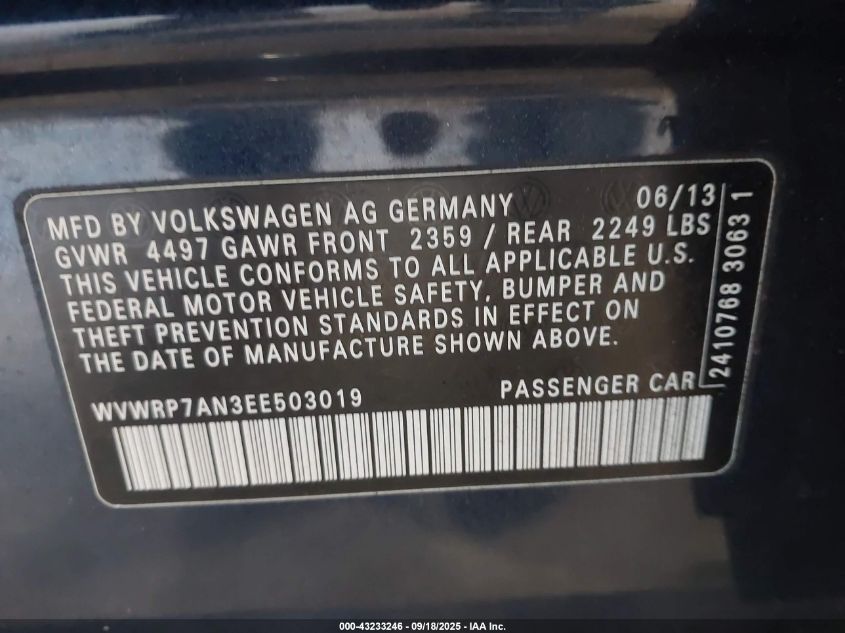 MFD BY VOLKSWAGEN AG GERMANY 06/13
GVWR 4497 GAWR FRONT 2359 / REAR 2249 LBS
THIS VEHICLE CONFORMS TO ALL APPLICABLE U.S.
FEDERAL MOTOR VEHICLE SAFETY, BUMPER AND
THEFT PREVENTION STANDARDS IN EFFECT ON
THE DATE OF MANUFACTURE SHOWN ABOVE.
WVWRP7AN3EE503019 PASSENGER CAR
2410768 3063 1
000-43233246 - 09/18/2025 - IAA Inc.